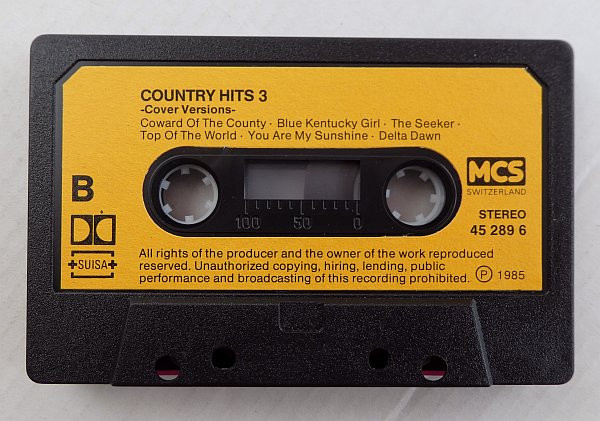 COUNTRY HITS 3
-Cover Versions-
Coward Of The County · Blue Kentucky Girl · The Seeker ·
Top Of The World · You Are My Sunshine · Delta Dawn
MCS
SWITZERLAND
B
STEREO
45 289 6
100 50 0
SUISA
All rights of the producer and the owner of the work reproduced
reserved. Unauthorized copying, hiring, lending, public
performance and broadcasting of this recording prohibited. Ⓟ 1985